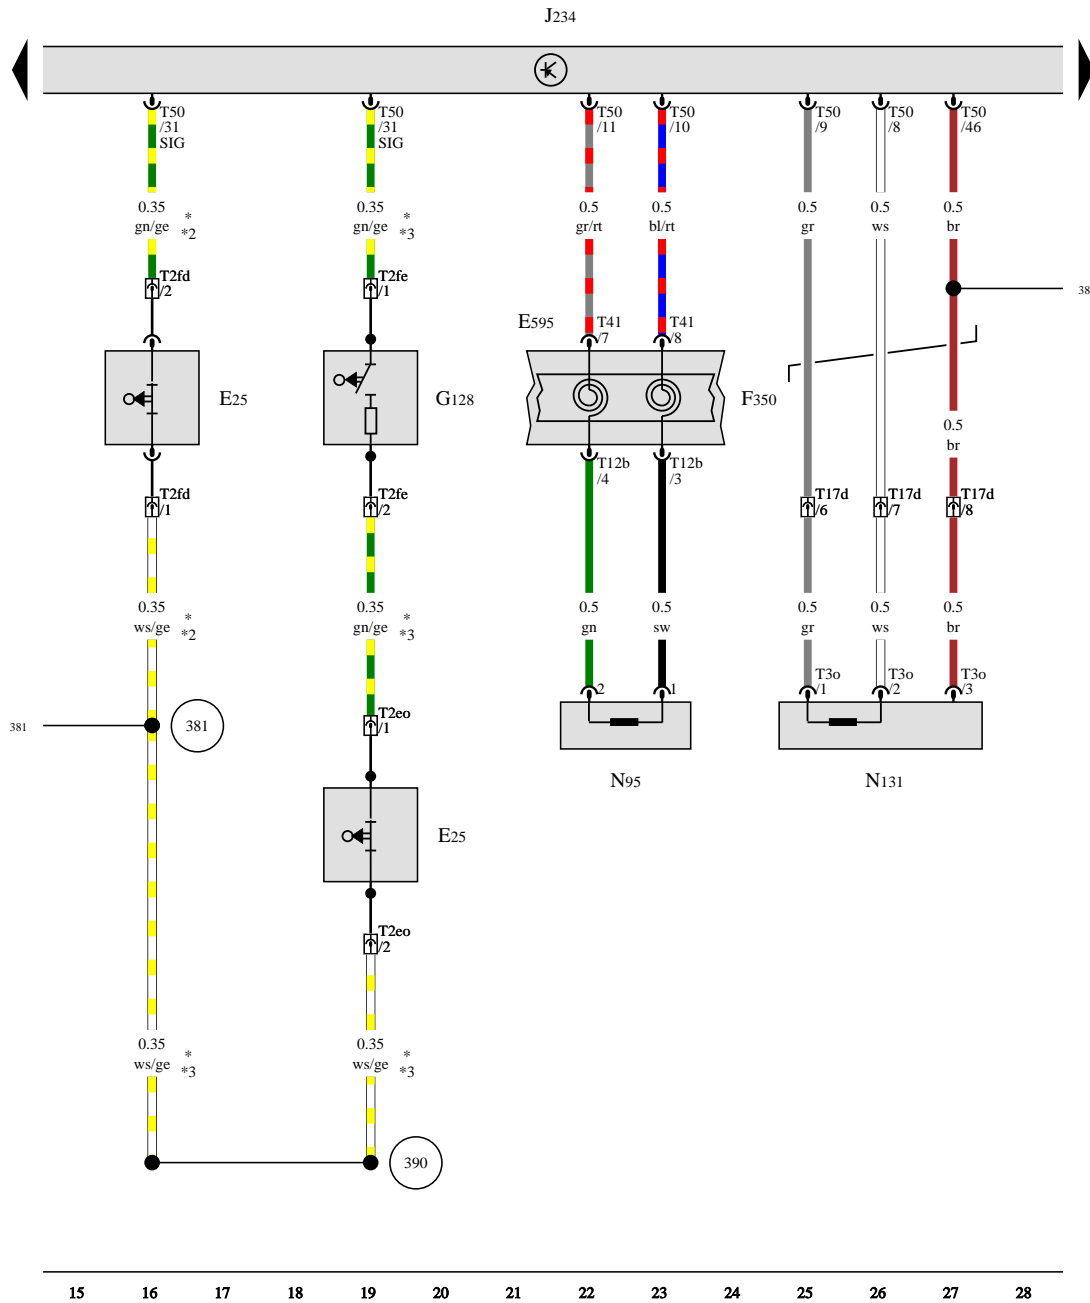 J234
T50 T50 T50 T50 T50 T50 T50
/31 /31 /11 /10 /9 /8 /46
SIG SIG
0.35 0.35 0.5 0.5 0.5 0.5 0.5
gn/ge * *2 gn/ge * *3 gr/rt bl/rt gr ws br
T2fd T2fe
/2 /1
38
E595 T41 T41
/7 /8
E25 G128 F350
0.5
br
T12b T12b
/4 /3
T2fd T2fe T17d T17d T17d
/1 /2 /6 /7 /8
0.35 0.35 0.5 0.5 0.5 0.5 0.5
ws/ge * *2 gn/ge * *3 gn sw gr ws br
T3o T3o T3o
2 1 /1 /2 /3
381 381 T2eo
/1
N95 N131
E25
T2eo
/2
0.35 0.35
ws/ge * *3 ws/ge * *3
390
15 16 17 18 19 20 21 22 23 24 25 26 27 28